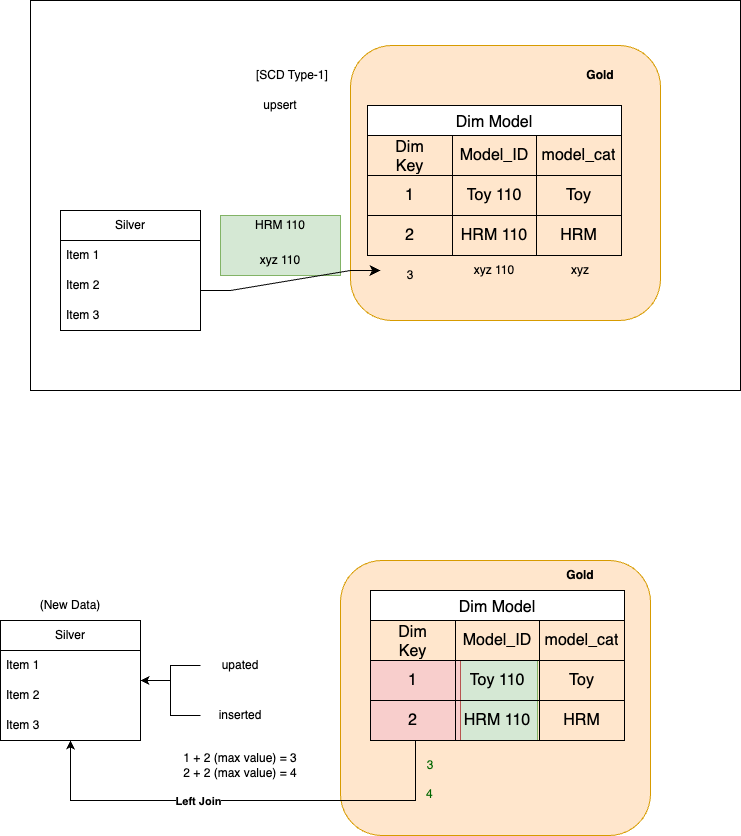 [SCD Type-1]
Gold
upsert
Dim Model
Dim
Key
Model_ID
model_cat
1
Toy 110
Toy
2
HRM 110
HRM
3
xyz 110
xyz
Silver
Item 1
Item 2
Item 3
HRM 110
xyz 110
Gold
(New Data)
Silver
Item 1
Item 2
Item 3
upated
inserted
Dim Model
Dim
Key
Model_ID
model_cat
1
Toy 110
Toy
2
HRM 110
HRM
1 + 2 (max value) = 3
2 + 2 (max value) = 4
3
4
Left Join